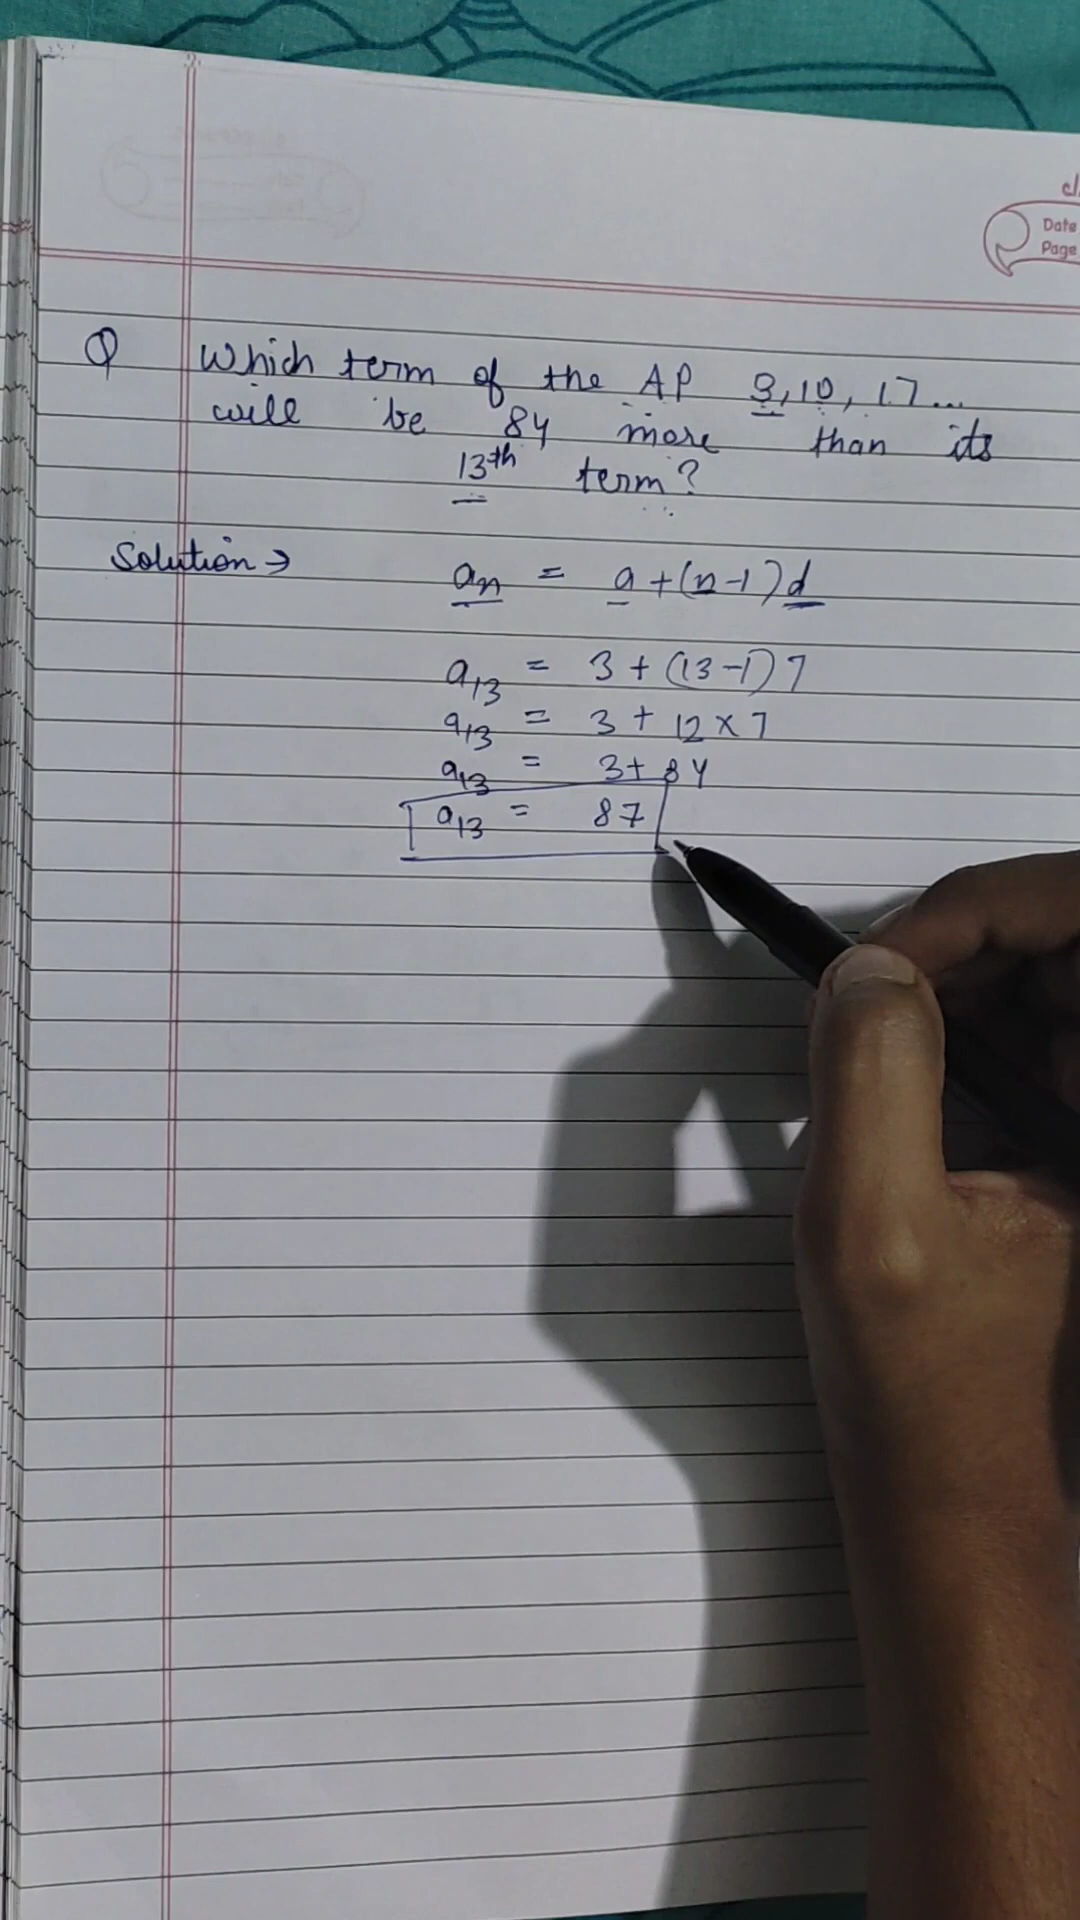 Date
Page
Q Which term of the AP 3, 10, 17...
will be 84 more than its
13th term?
Solution → an = a + (n-1)d
a13 = 3 + (13-1) 7
a13 = 3 + 12 x 7
a13 = 3 + 84
a13 = 87